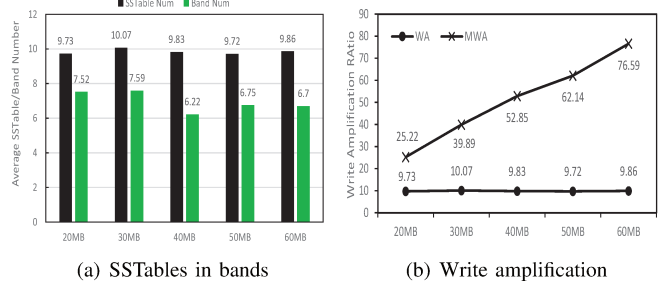 SSTable Num Band Num
Average SSTable/Band Number
12
10
8
6
4
2
0
9.73 10.07 9.83 9.72 9.86
7.52 7.59 6.22 6.75 6.7
20MB 30MB 40MB 50MB 60MB
(a) SSTables in bands
WA MWA
Write Amplification RAtio
90
80
70
60
50
40
30
20
10
0
25.22 39.89 52.85 62.14 76.59
9.73 10.07 9.83 9.72 9.86
20MB 30MB 40MB 50MB 60MB
(b) Write amplification